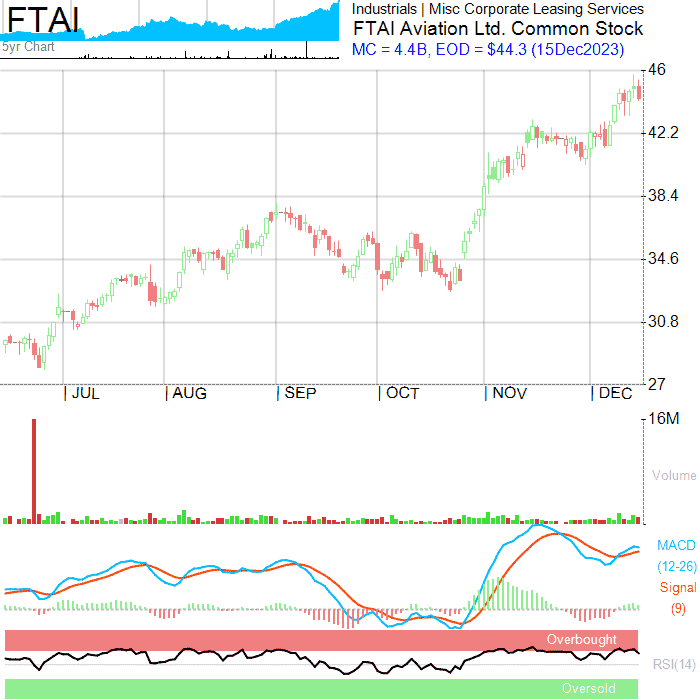 FTAI
5yr Chart
Industrials | Misc Corporate Leasing Services
FTAI Aviation Ltd. Common Stock
MC = 4.4B, EOD = $44.3 (15Dec2023)
46
42.2
38.4
34.6
30.8
27
| JUL | AUG | SEP | OCT | NOV | DEC
16M
Volume
MACD
(12-26)
Signal
(9)
Overbought
RSI(14)
Oversold